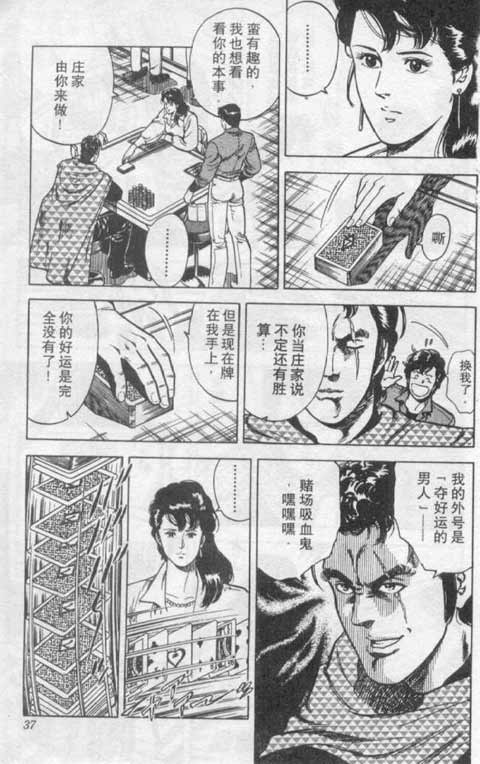 …………
蛮有趣的，
我也想看
看你的本事。
庄家
由你来做！
…………
嘶
换我了。
你当庄家说
不定还有胜
算…
但是现在牌
在我手上，
你的好运是完
全没有了！
我的外号是
「夺好运的
男人」——
赌场吸血鬼
嘿嘿嘿．
…………
37